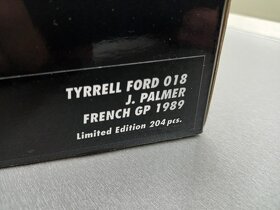 TYRRELL FORD 018
J. PALMER
FRENCH GP 1989
Limited Edition 204 pcs.